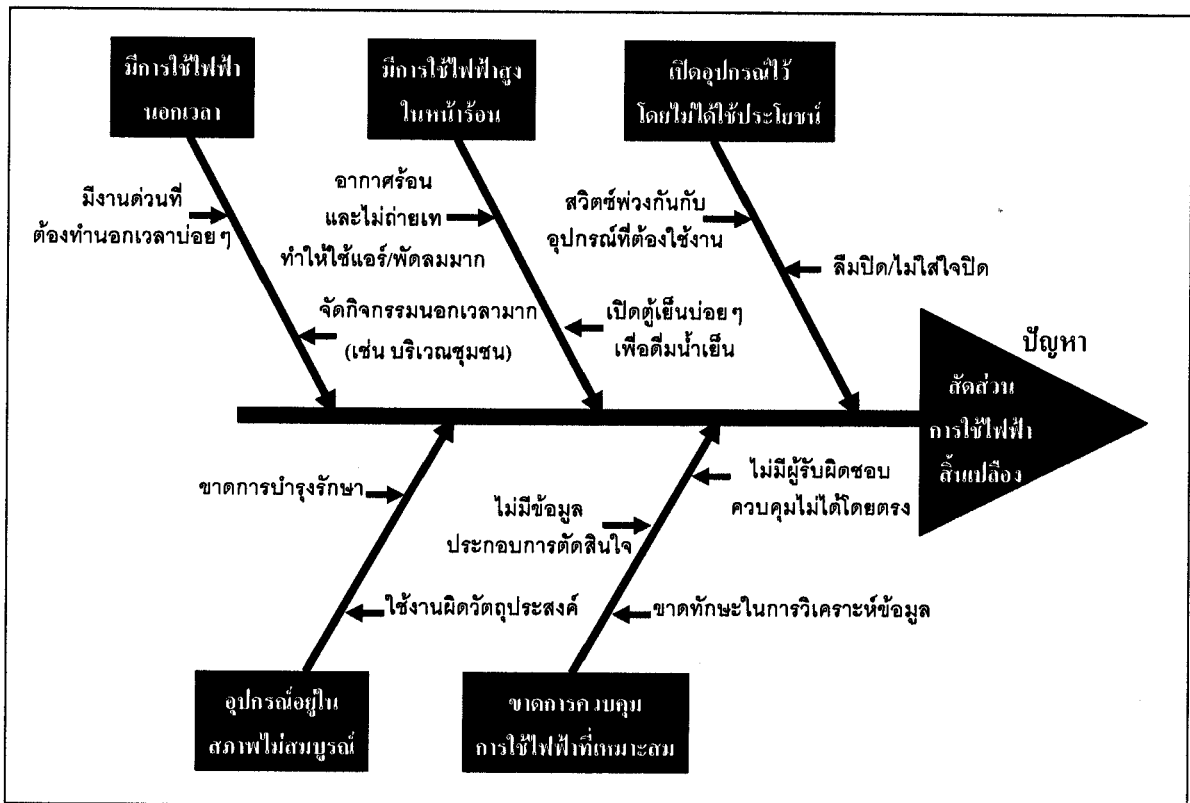 มีการใช้ไฟฟ้า
นอกเวลา
มีการใช้ไฟฟ้าสูง
ในหน้าร้อน
เปิดอุปกรณ์ไว้
โดยไม่ได้ใช้ประโยชน์
มีงานด่วนที่
ต้องทำนอกเวลาบ่อยๆ
จัดกิจกรรมนอกเวลามาก
(เช่น บริเวณชุมชน)
อากาศร้อน
และไม่ถ่ายเท
ทำให้ใช้แอร์/พัดลมมาก
เปิดตู้เย็นบ่อยๆ
เพื่อดื่มน้ำเย็น
สวิตซ์พ่วงกันกับ
อุปกรณ์ที่ต้องใช้งาน
ลืมปิด/ไม่ใส่ใจปิด
ปัญหา
สัดส่วน
การใช้ไฟฟ้า
สิ้นเปลือง
ขาดการบำรุงรักษา
ใช้งานผิดวัตถุประสงค์
ไม่มีข้อมูล
ประกอบการตัดสินใจ
ไม่มีผู้รับผิดชอบ
ควบคุมไม่ได้โดยตรง
ขาดทักษะในการวิเคราะห์ข้อมูล
อุปกรณ์อยู่ใน
สภาพไม่สมบูรณ์
ขาดการควบคุม
การใช้ไฟฟ้าที่เหมาะสม